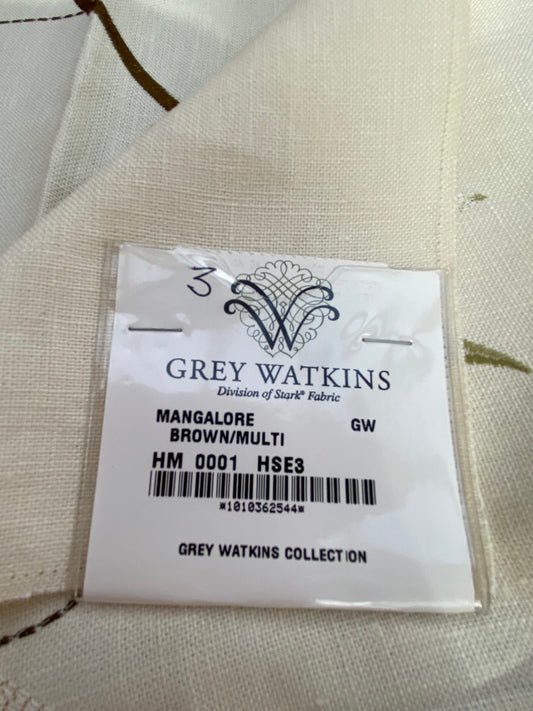 3
GREY WATKINS
Division of Stark® Fabric
MANGALORE GW
BROWN/MULTI
HM 0001 HSE3
*1010362544*
GREY WATKINS COLLECTION